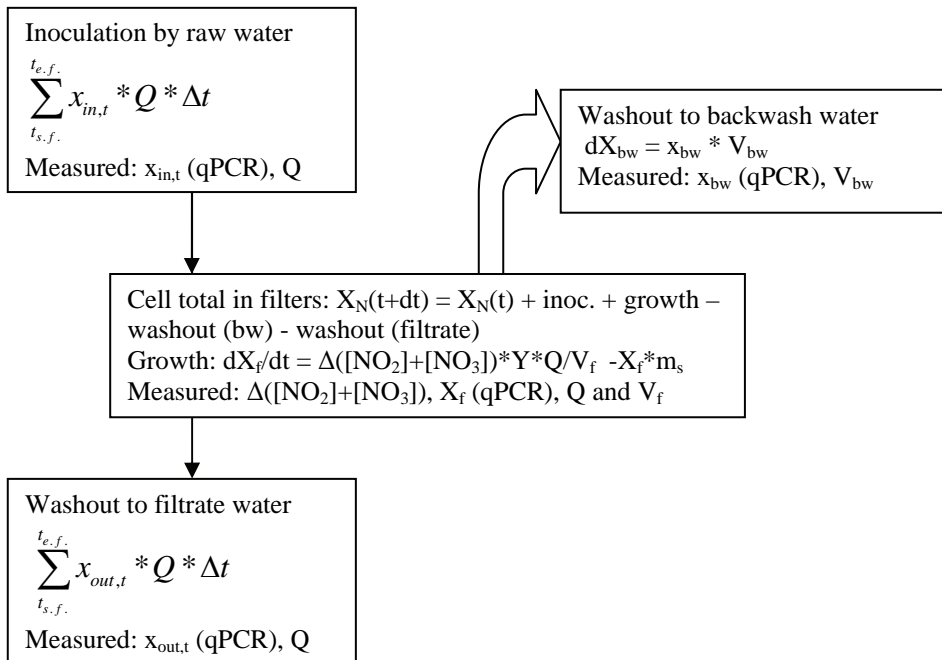 Inoculation by raw water
t_{e.f.}
∑ x_{in,t} * Q * Δt
t_{s.f.}
Measured: x_{in,t} (qPCR), Q
Washout to backwash water
dX_{bw} = x_{bw} * V_{bw}
Measured: x_{bw} (qPCR), V_{bw}
Cell total in filters: X_N(t+dt) = X_N(t) + inoc. + growth –
washout (bw) - washout (filtrate)
Growth: dX_f/dt = Δ([NO_2]+[NO_3])*Y*Q/V_f -X_f*m_s
Measured: Δ([NO_2]+[NO_3]), X_f (qPCR), Q and V_f
Washout to filtrate water
t_{e.f.}
∑ x_{out,t} * Q * Δt
t_{s.f.}
Measured: x_{out,t} (qPCR), Q